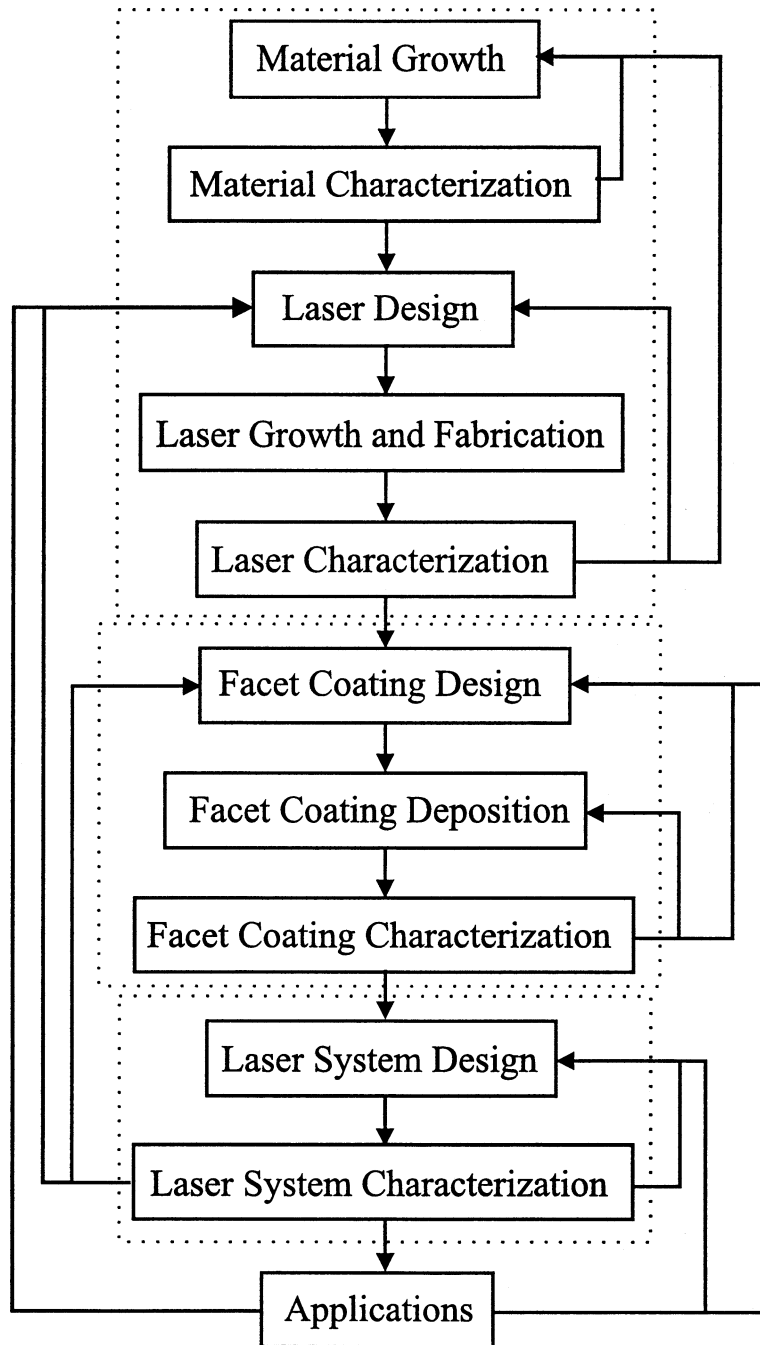 Material Growth
Material Characterization
Laser Design
Laser Growth and Fabrication
Laser Characterization
Facet Coating Design
Facet Coating Deposition
Facet Coating Characterization
Laser System Design
Laser System Characterization
Applications